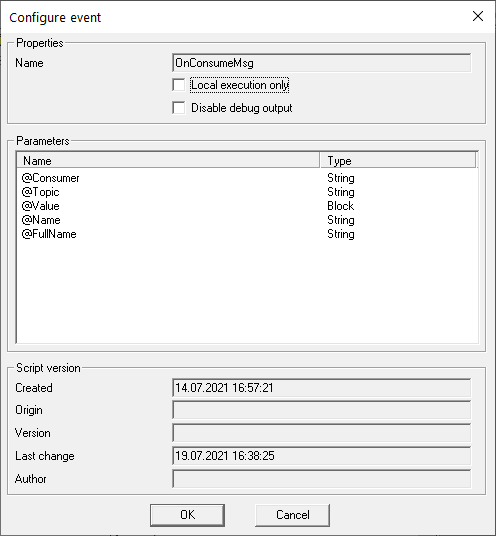 Configure event
Properties
Name OnConsumeMsg
Local execution only
Disable debug output
Parameters
Name Type
@Consumer String
@Topic String
@Value Block
@Name String
@FullName String
Script version
Created 14.07.2021 16:57:21
Origin
Version
Last change 19.07.2021 16:38:25
Author
OK Cancel